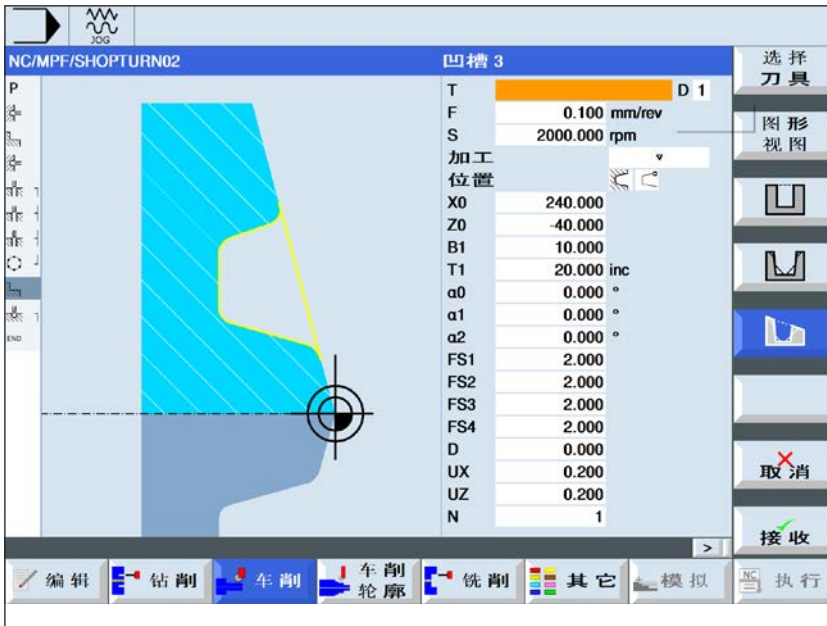 JOG
NC/MPF/SHOPTURN02
凹槽 3
选择
刀具
P
T D 1
F 0.100 mm/rev
S 2000.000 rpm
图形
视图
加工 ▿
位置
X0 240.000
Z0 -40.000
B1 10.000
T1 20.000 inc
α0 0.000 °
α1 0.000 °
α2 0.000 °
END
FS1 2.000
FS2 2.000
FS3 2.000
FS4 2.000
D 0.000
UX 0.200
UZ 0.200
N 1
取消
接收
>
编辑
钻削
车削
车削
轮廓
铣削
其它
模拟
NC
执行